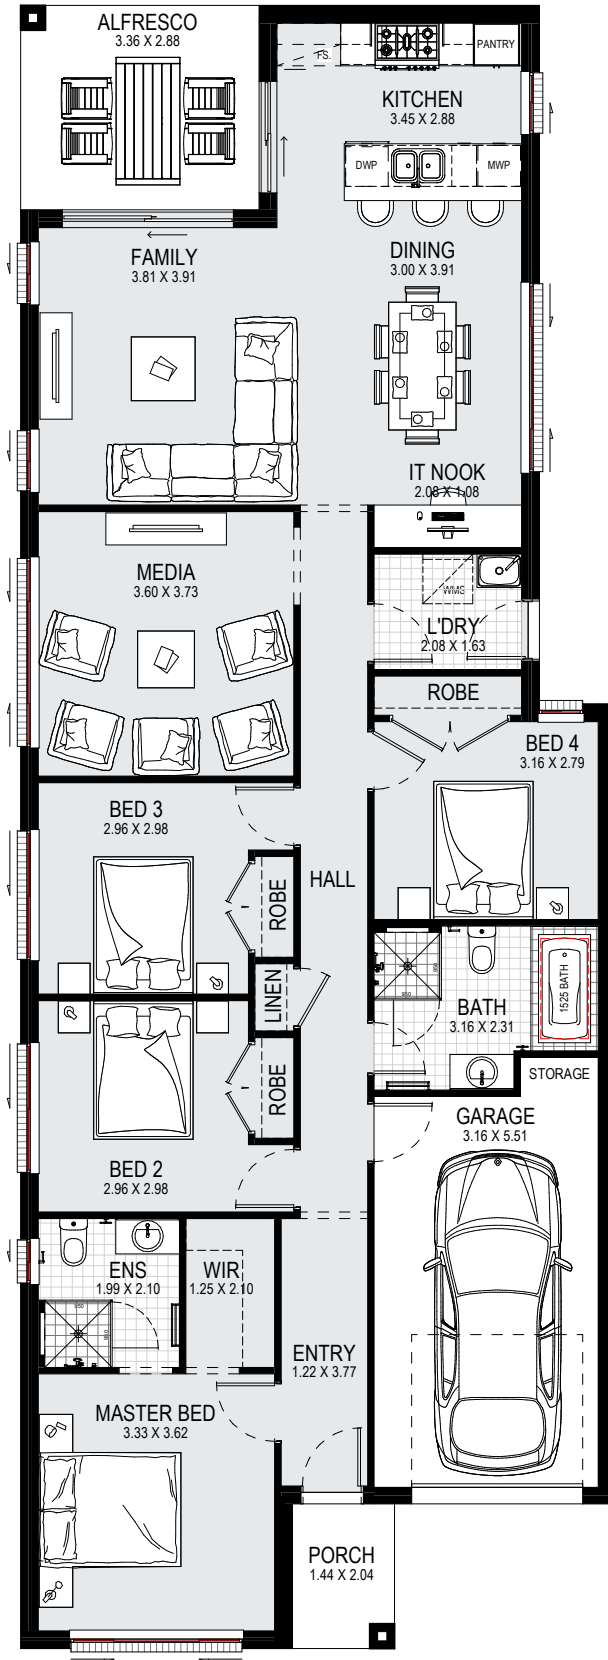 ALFRESCO
3.36 X 2.88
FS.
PANTRY
KITCHEN
3.45 X 2.88
DWP
MWP
FAMILY
3.81 X 3.91
DINING
3.00 X 3.91
IT NOOK
2.08 X 1.08
MEDIA
3.60 X 3.73
WMS
L'DRY
2.08 X 1.63
ROBE
BED 4
3.16 X 2.79
BED 3
2.96 X 2.98
ROBE
HALL
LINEN
950
950
BATH
3.16 X 2.31
1525 BATH
ROBE
STORAGE
GARAGE
3.16 X 5.51
BED 2
2.96 X 2.98
ENS
1.99 X 2.10
WIR
1.25 X 2.10
950
950
ENTRY
1.22 X 3.77
MASTER BED
3.33 X 3.62
PORCH
1.44 X 2.04